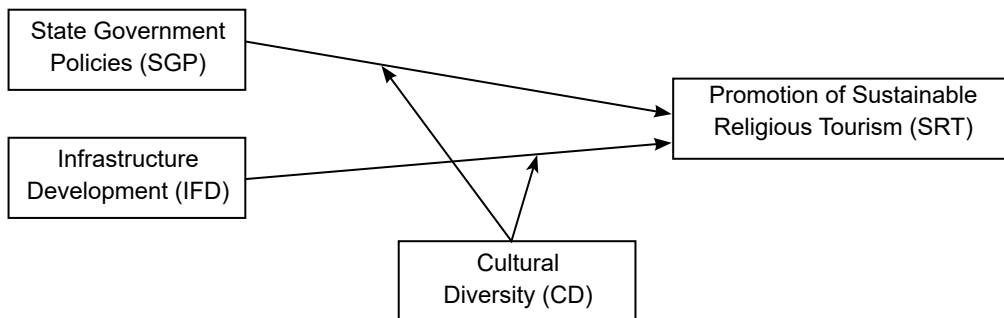 State Government
Policies (SGP)
Promotion of Sustainable
Religious Tourism (SRT)
Infrastructure
Development (IFD)
Cultural
Diversity (CD)